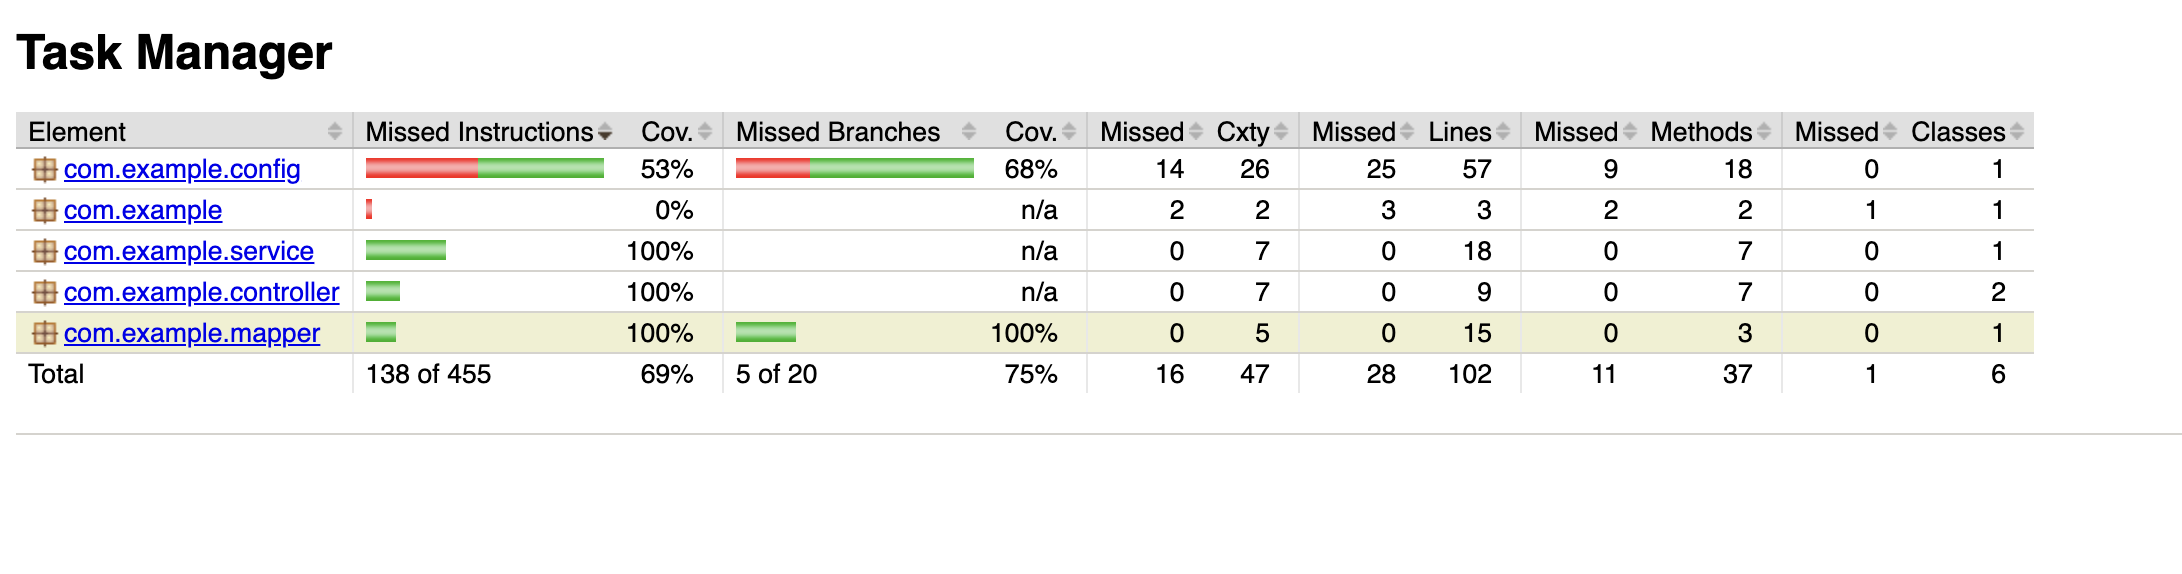 Task Manager
Element Missed Instructions Cov. Missed Branches Cov. Missed Cxty Missed Lines Missed Methods Missed Classes
com.example.config 53% 68% 14 26 25 57 9 18 0 1
com.example 0% n/a 2 2 3 3 2 2 1 1
com.example.service 100% n/a 0 7 0 18 0 7 0 1
com.example.controller 100% n/a 0 7 0 9 0 7 0 2
com.example.mapper 100% 100% 0 5 0 15 0 3 0 1
Total 138 of 455 69% 5 of 20 75% 16 47 28 102 11 37 1 6